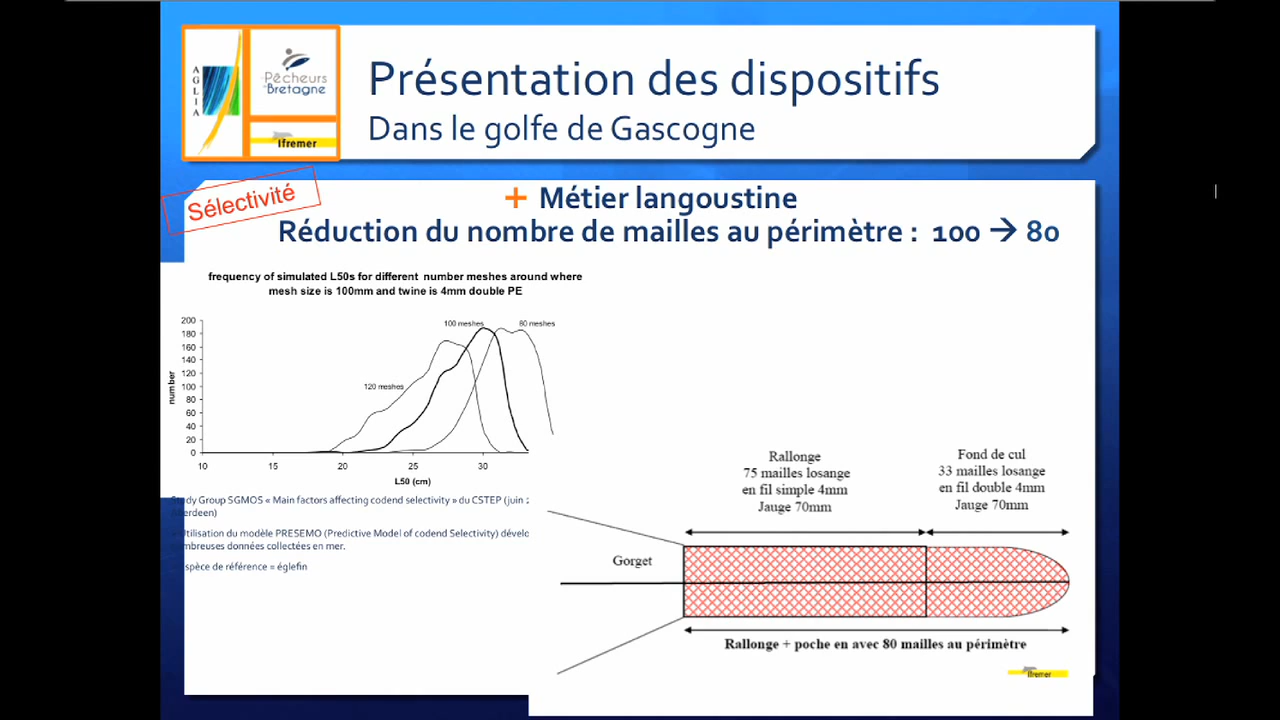 AGLIA
Pêcheurs
de Bretagne
Ifremer
Présentation des dispositifs
Dans le golfe de Gascogne
Sélectivité
+ Métier langoustine
Réduction du nombre de mailles au périmètre : 100 → 80
frequency of simulated L50s for different number meshes around where
mesh size is 100mm and twine is 4mm double PE
200
180
160
140
120
100
80
60
40
20
0
number
120 meshes
100 meshes
80 meshes
10 15 20 25 30
L50 (cm)
Study Group SGMOS « Main factors affecting codend selectivity » du CSTEP (juin
Aberdeen)
Utilisation du modèle PRESEMO (Predictive Model of codend Selectivity) dévelo
nombreuses données collectées en mer.
Espèce de référence = églefin
Rallonge
75 mailles losange
en fil simple 4mm
Jauge 70mm
Fond de cul
33 mailles losange
en fil double 4mm
Jauge 70mm
Gorget
Rallonge + poche en avec 80 mailles au périmètre
Ifremer